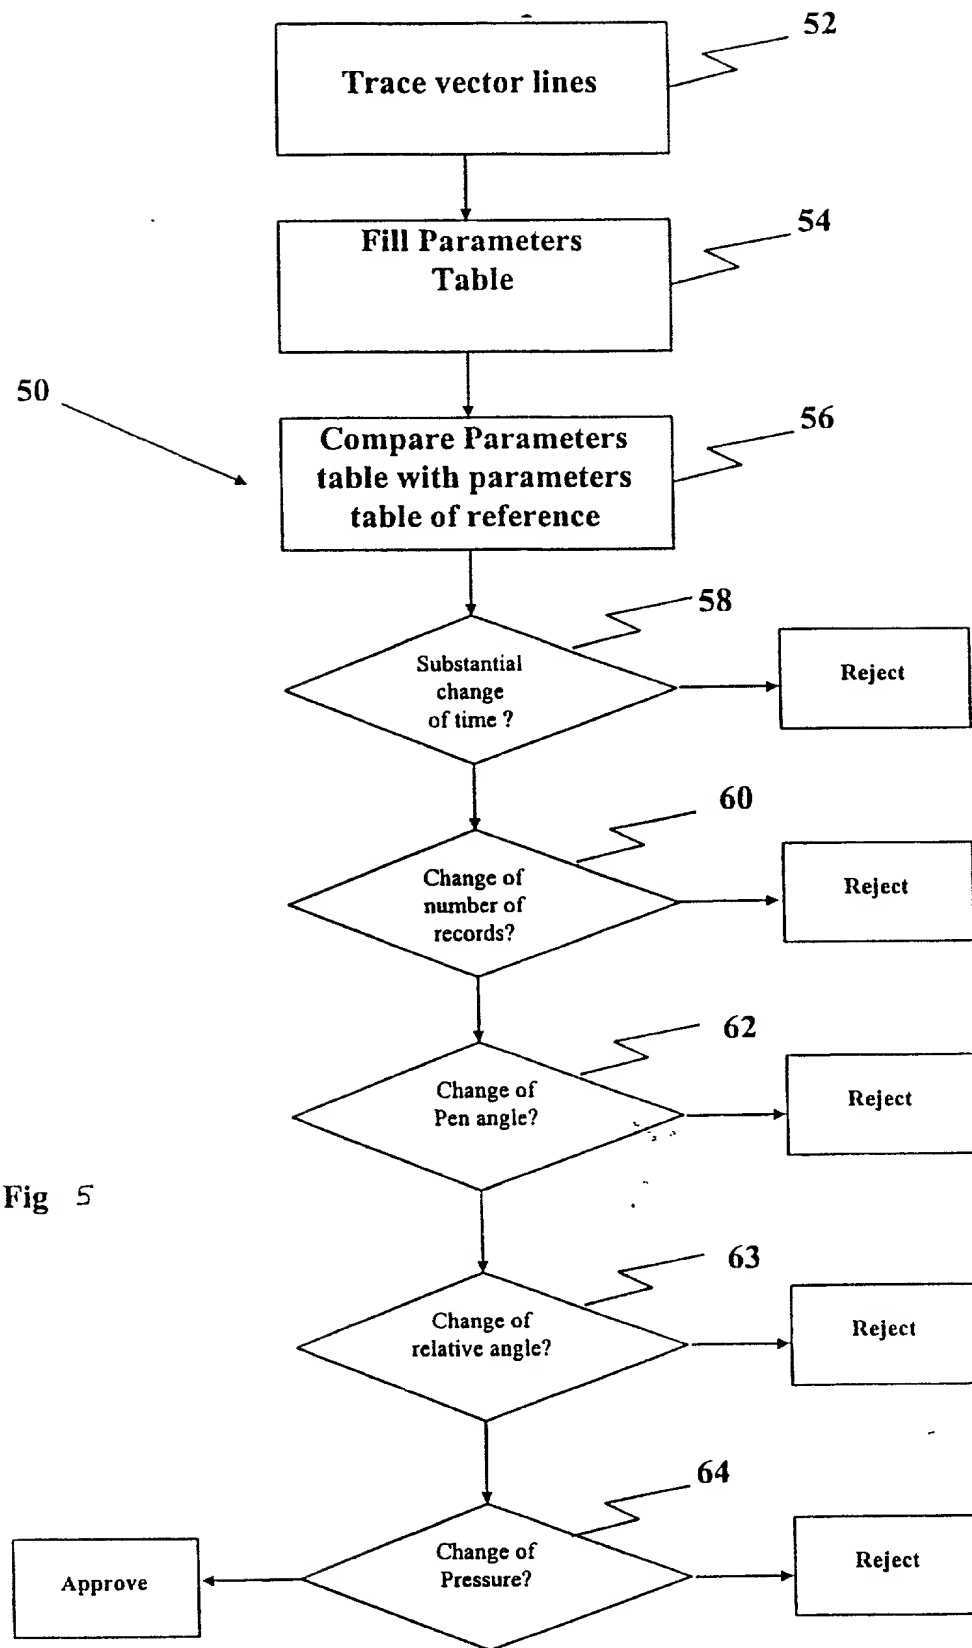 52
Trace vector lines
54
Fill Parameters
Table
50
56
Compare Parameters
table with parameters
table of reference
58
Substantial
change
of time ?
Reject
60
Change of
number of
records?
Reject
62
Change of
Pen angle?
Reject
Fig 5
63
Change of
relative angle?
Reject
64
Change of
Pressure?
Reject
Approve